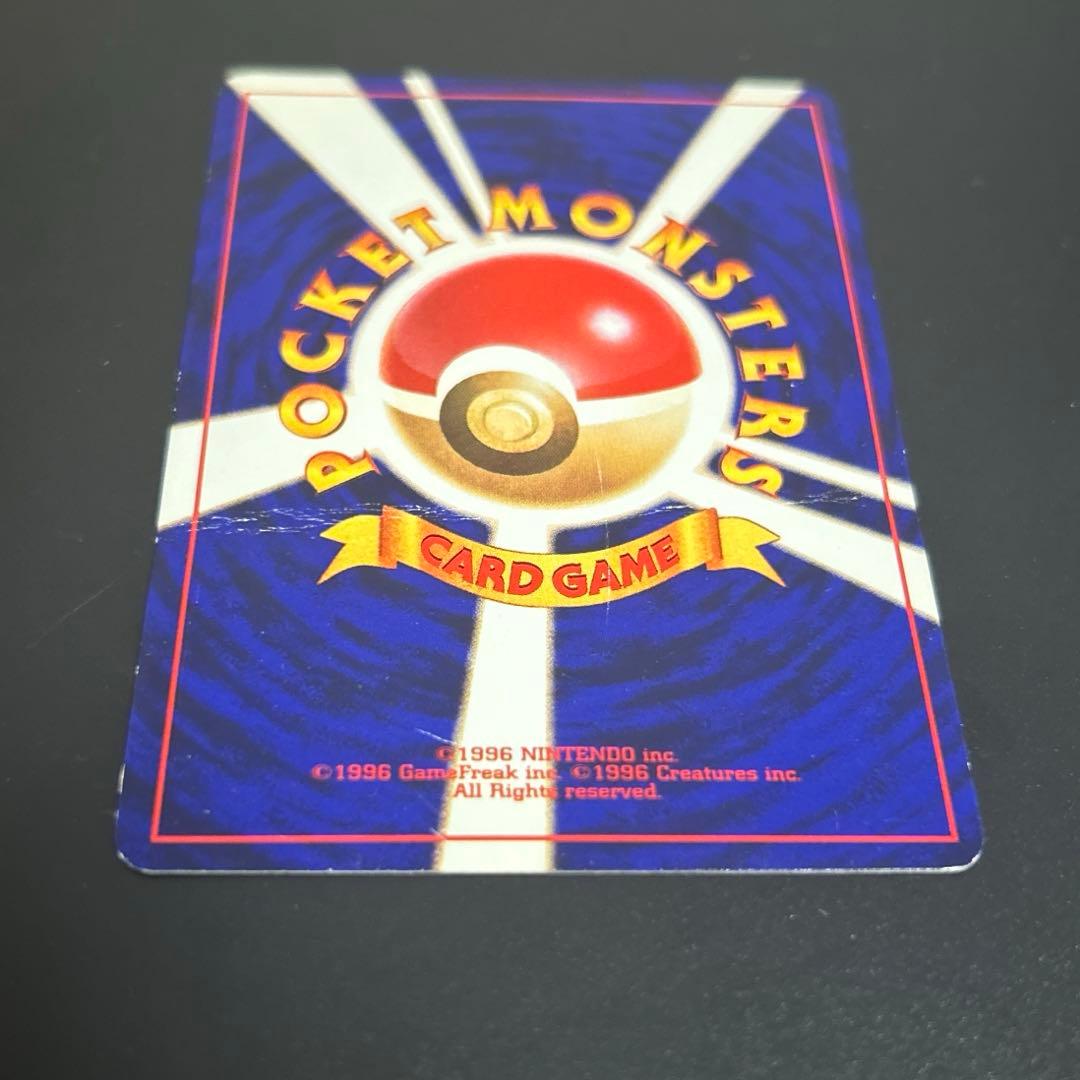 POCKET MONSTERS
CARD GAME
©1996 NINTENDO inc.
©1996 GameFreak inc. ©1996 Creatures inc.
All Rights reserved.